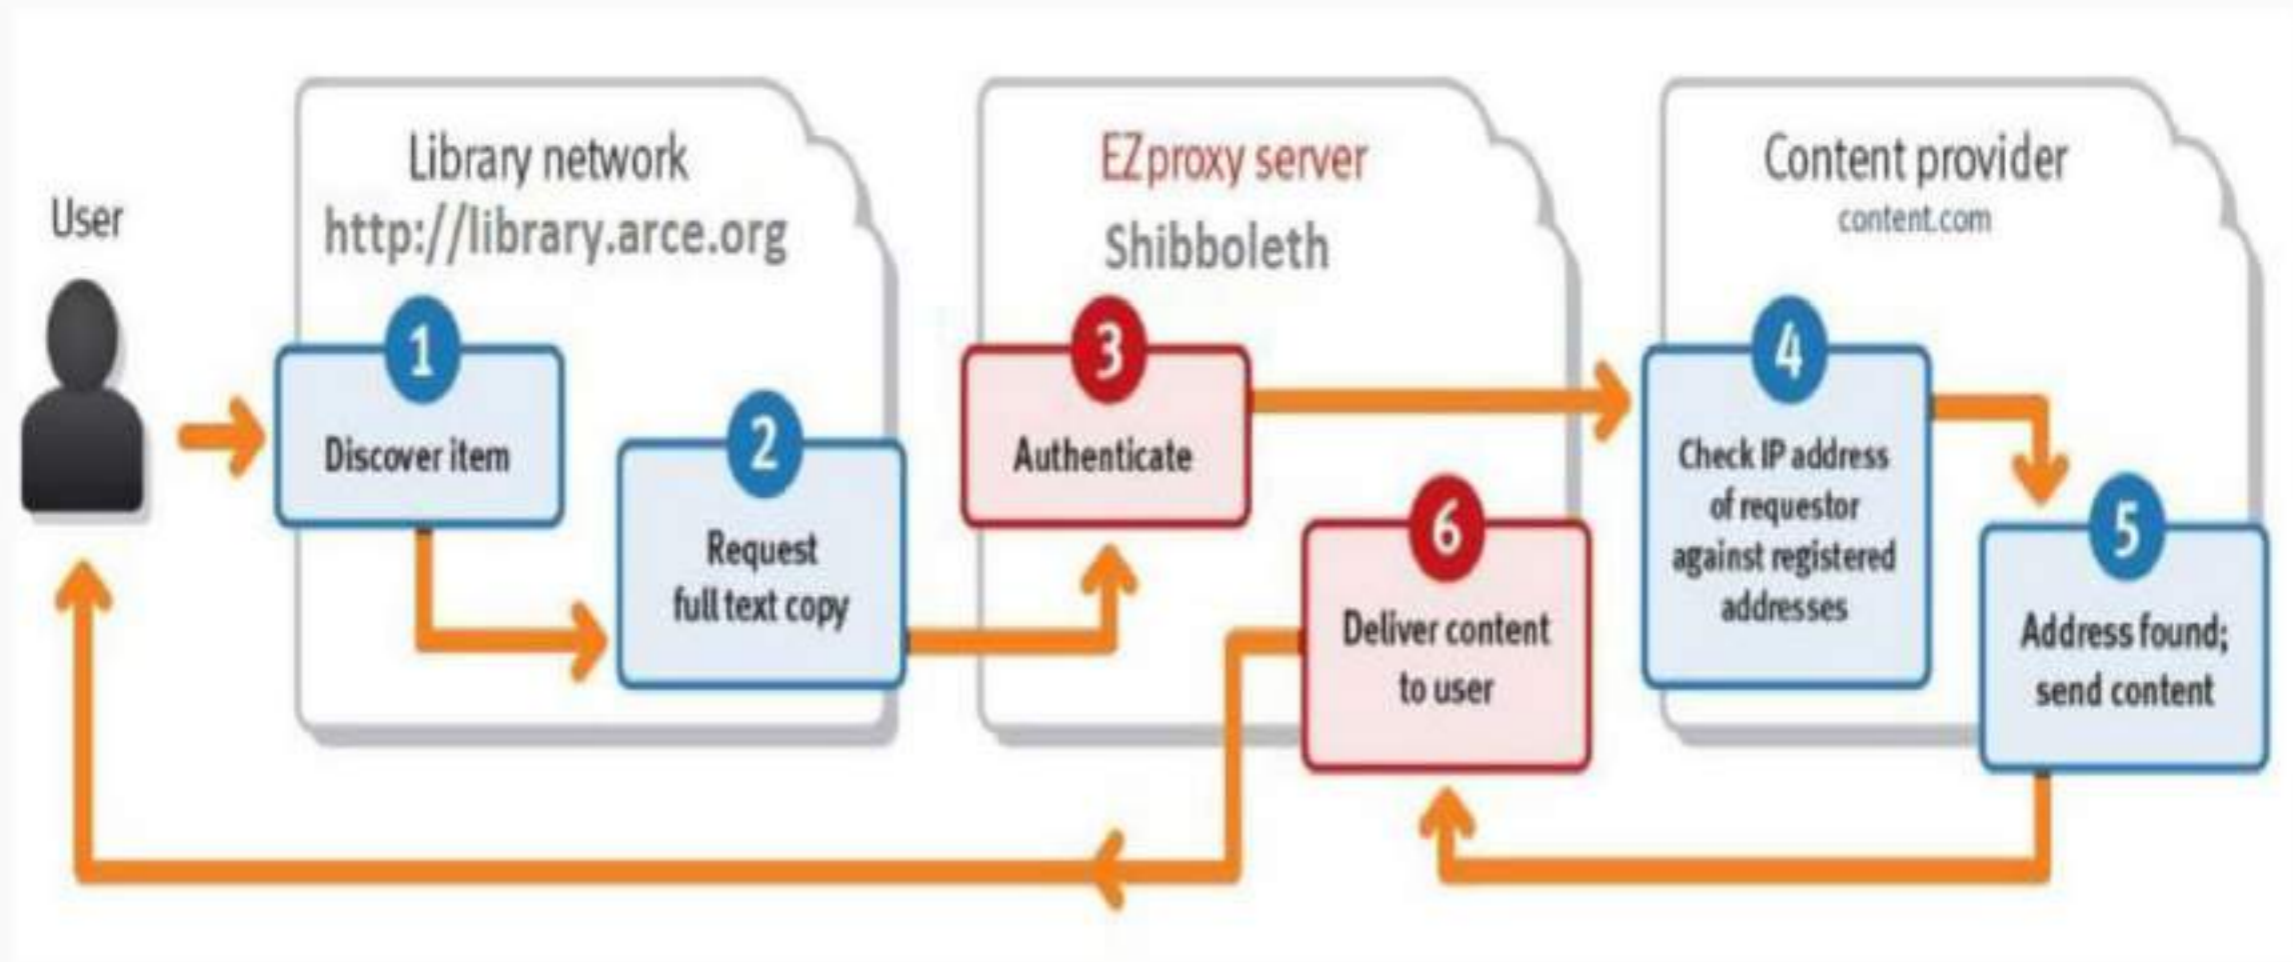 User
Library network
http://library.arce.org
1
Discover item
2
Request
full text copy
EZproxy server
Shibboleth
3
Authenticate
6
Deliver content
to user
Content provider
content.com
4
Check IP address
of requestor
against registered
addresses
5
Address found;
send content